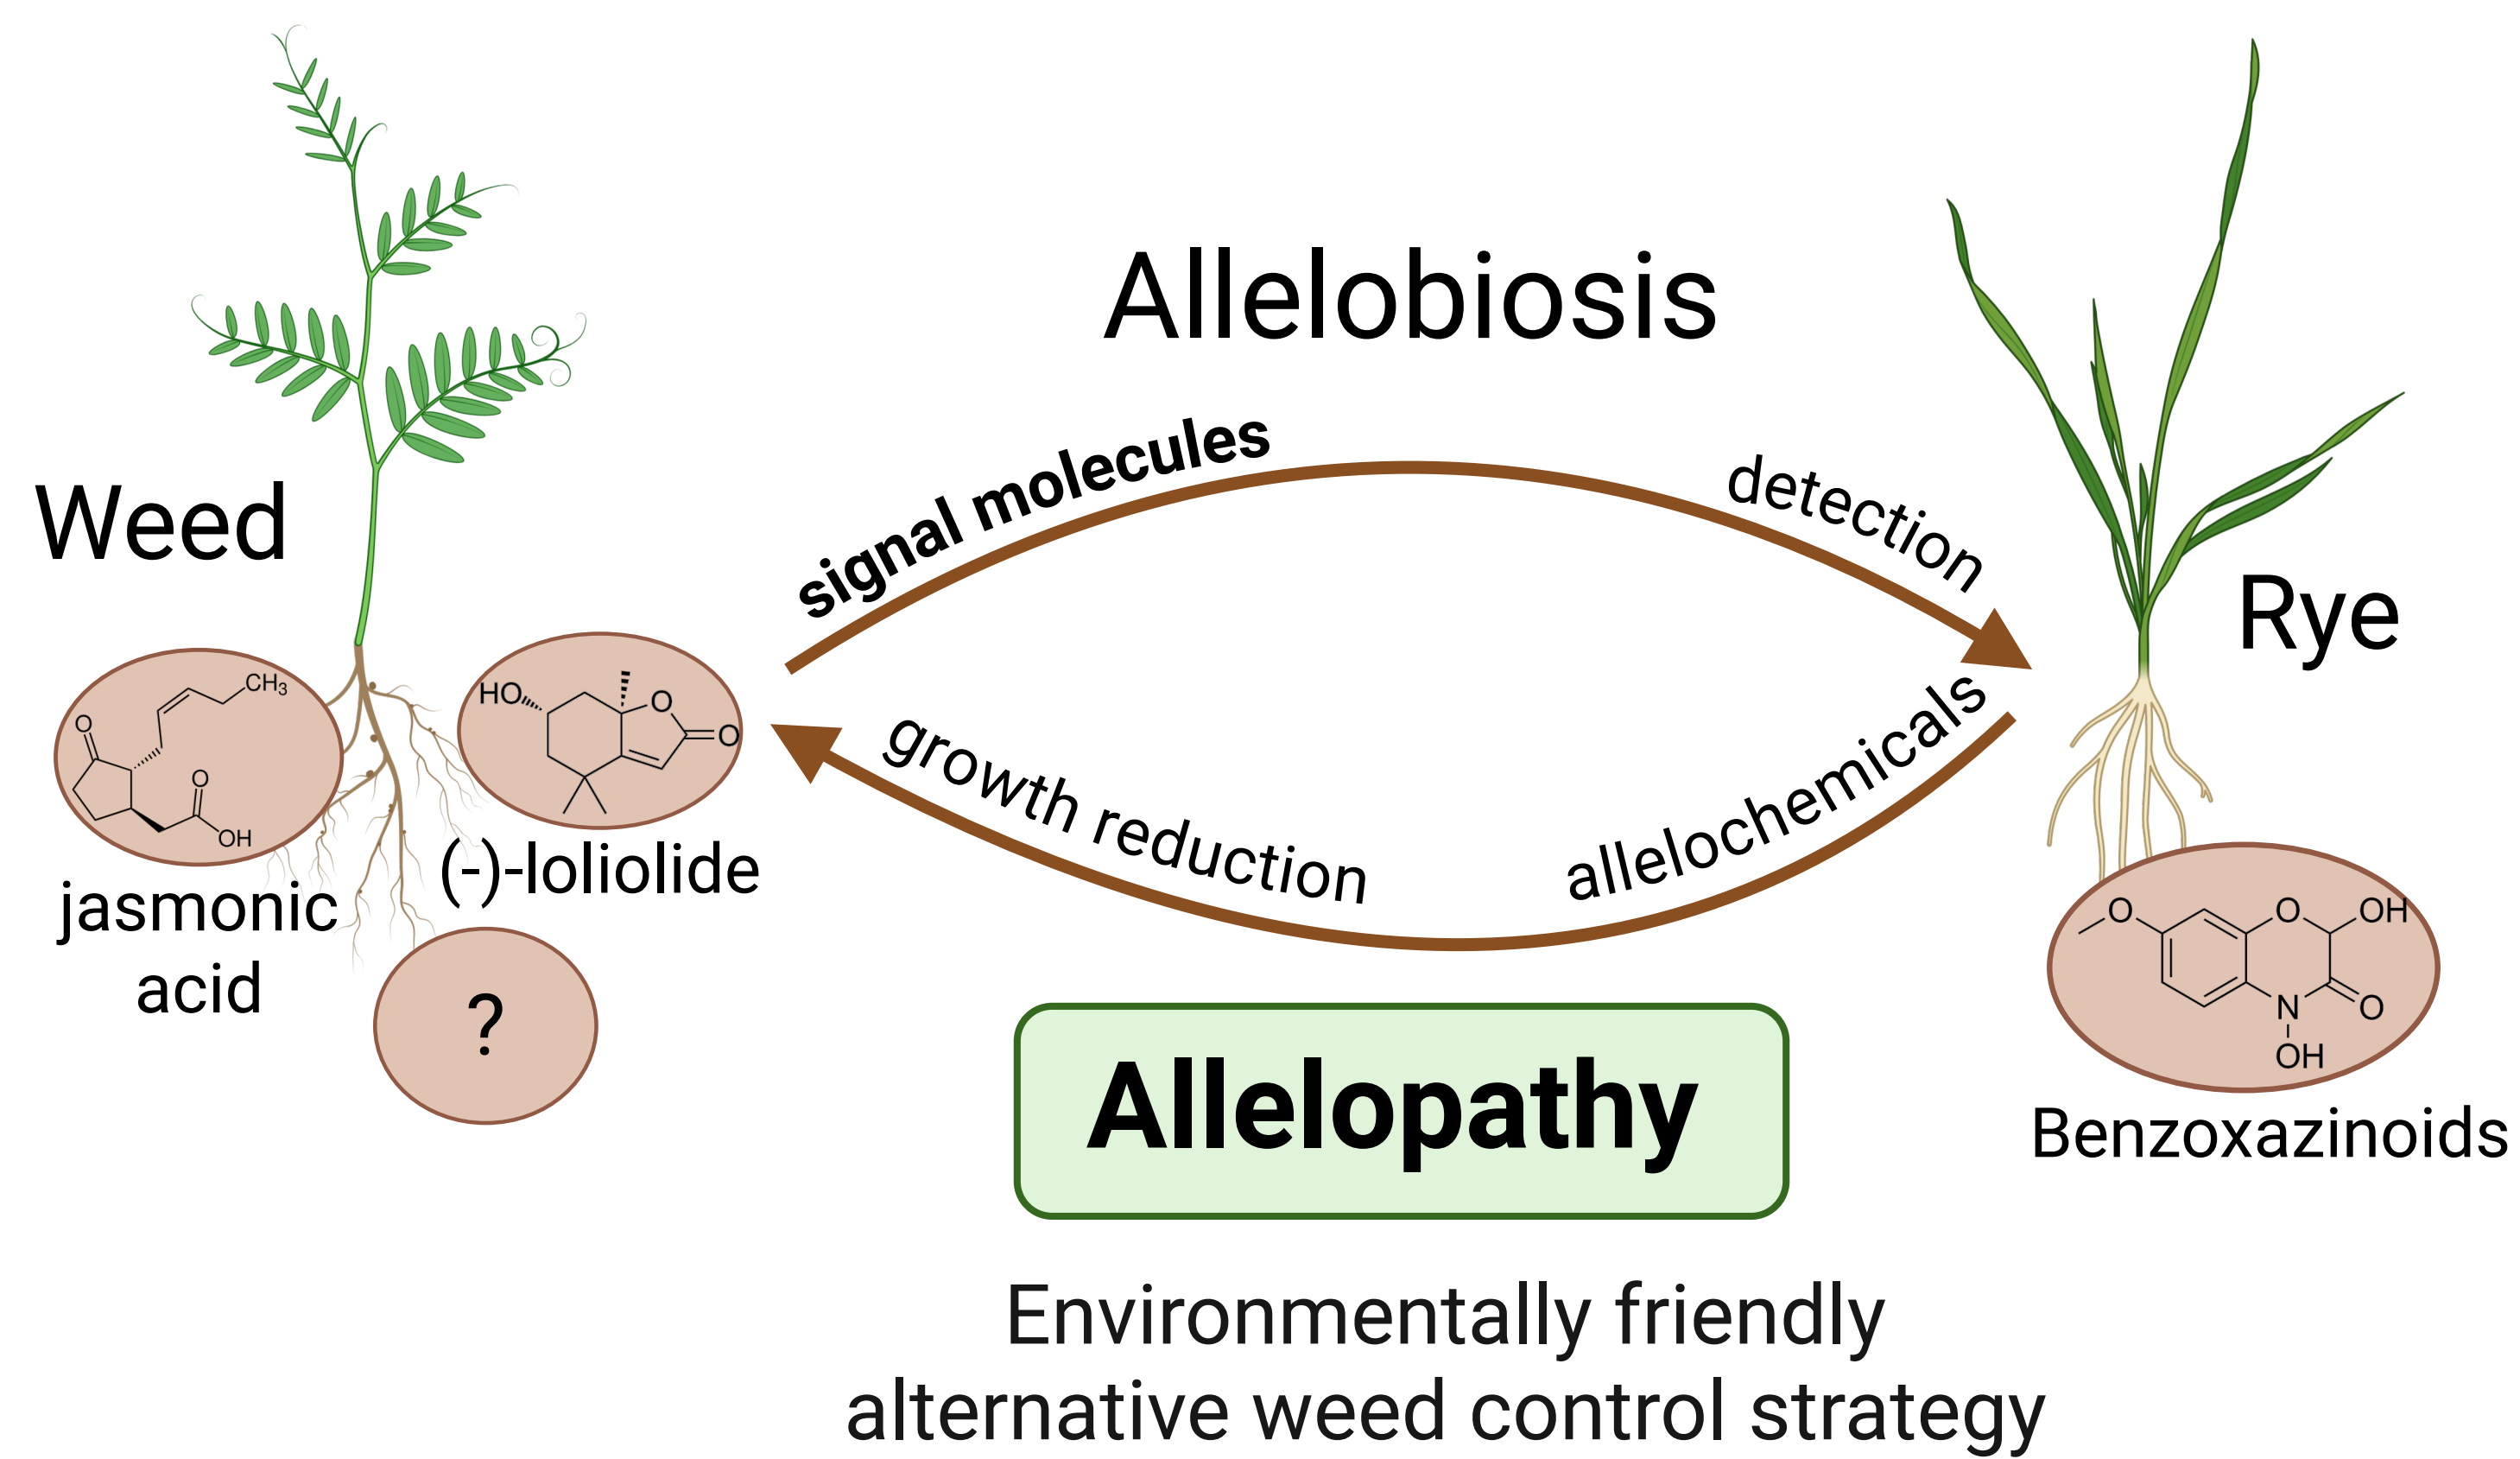 Allelobiosis
signal molecules
detection
Weed
Rye
CH3
O
O
OH
HO
O
O
growth reduction
allelochemicals
(-)-loliolide
jasmonic
acid
?
O
O
OH
N
O
OH
Benzoxazinoids
Allelopathy
Environmentally friendly
alternative weed control strategy